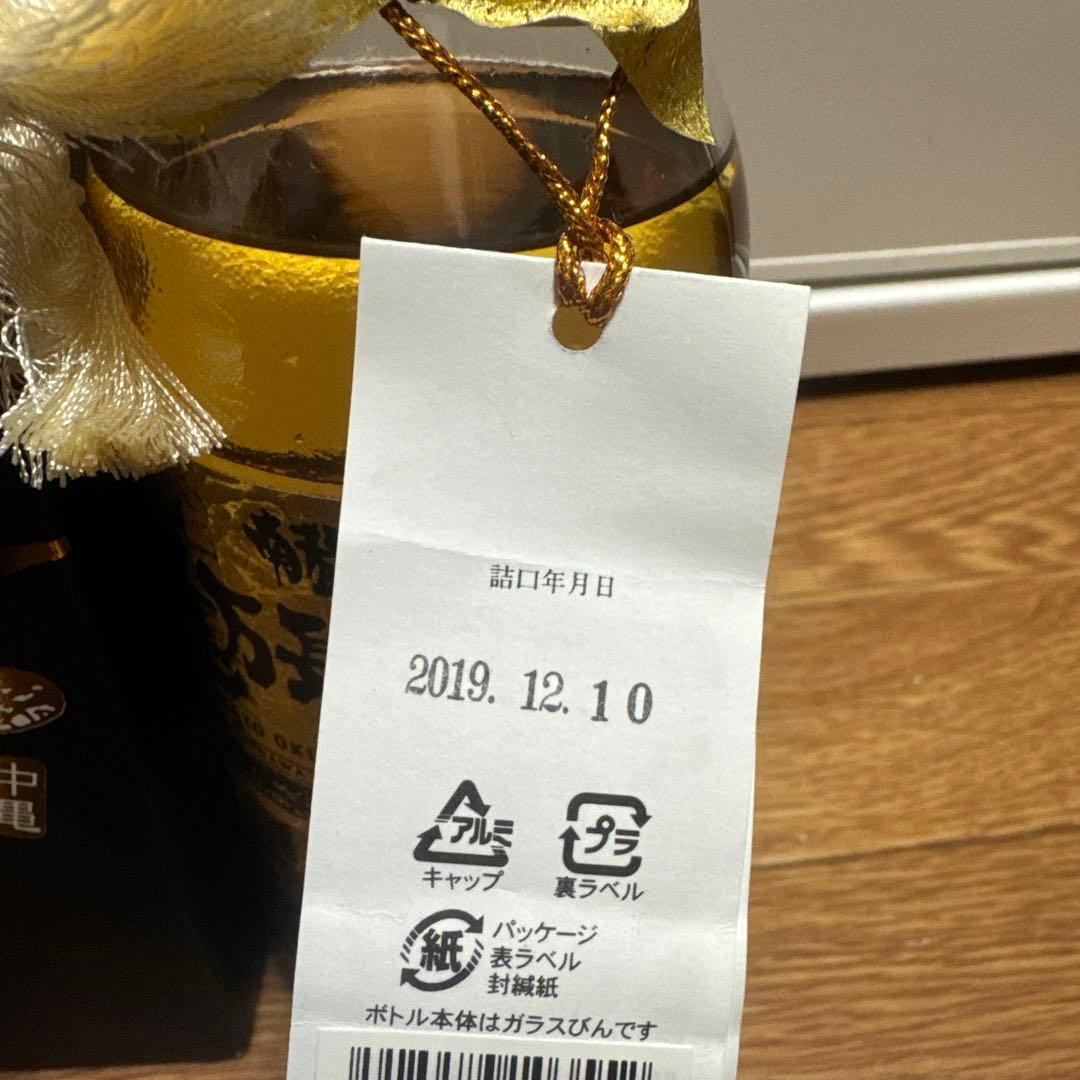 詰口年月日
2019. 12. 10
アルミ
キャップ
プラ
裏ラベル
紙
パッケージ
表ラベル
封緘紙
ボトル本体はガラスびんです